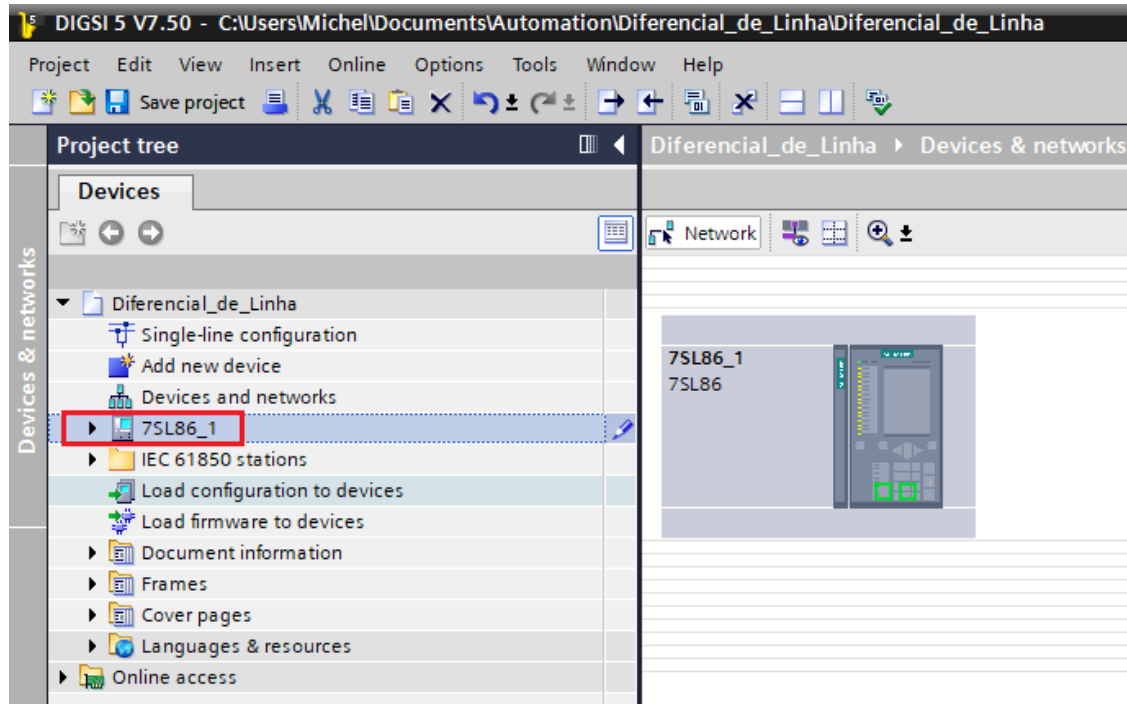 DIGSI 5 V7.50 - C:\Users\Michel\Documents\Automation\Diferencial_de_Linha\Diferencial_de_Linha
Project Edit View Insert Online Options Tools Window Help
Save project
Project tree
Diferencial_de_Linha ▸ Devices & networks
Devices
Network
Devices & networks
Diferencial_de_Linha
Single-line configuration
Add new device
Devices and networks
7SL86_1
IEC 61850 stations
Load configuration to devices
Load firmware to devices
Document information
Frames
Cover pages
Languages & resources
Online access
7SL86_1
7SL86